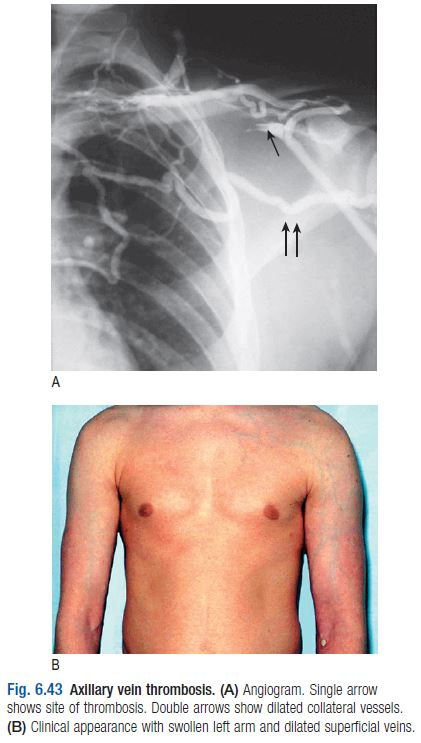 A
B
Fig. 6.43 Axillary vein thrombosis. (A) Angiogram. Single arrow
shows site of thrombosis. Double arrows show dilated collateral vessels.
(B) Clinical appearance with swollen left arm and dilated superficial veins.